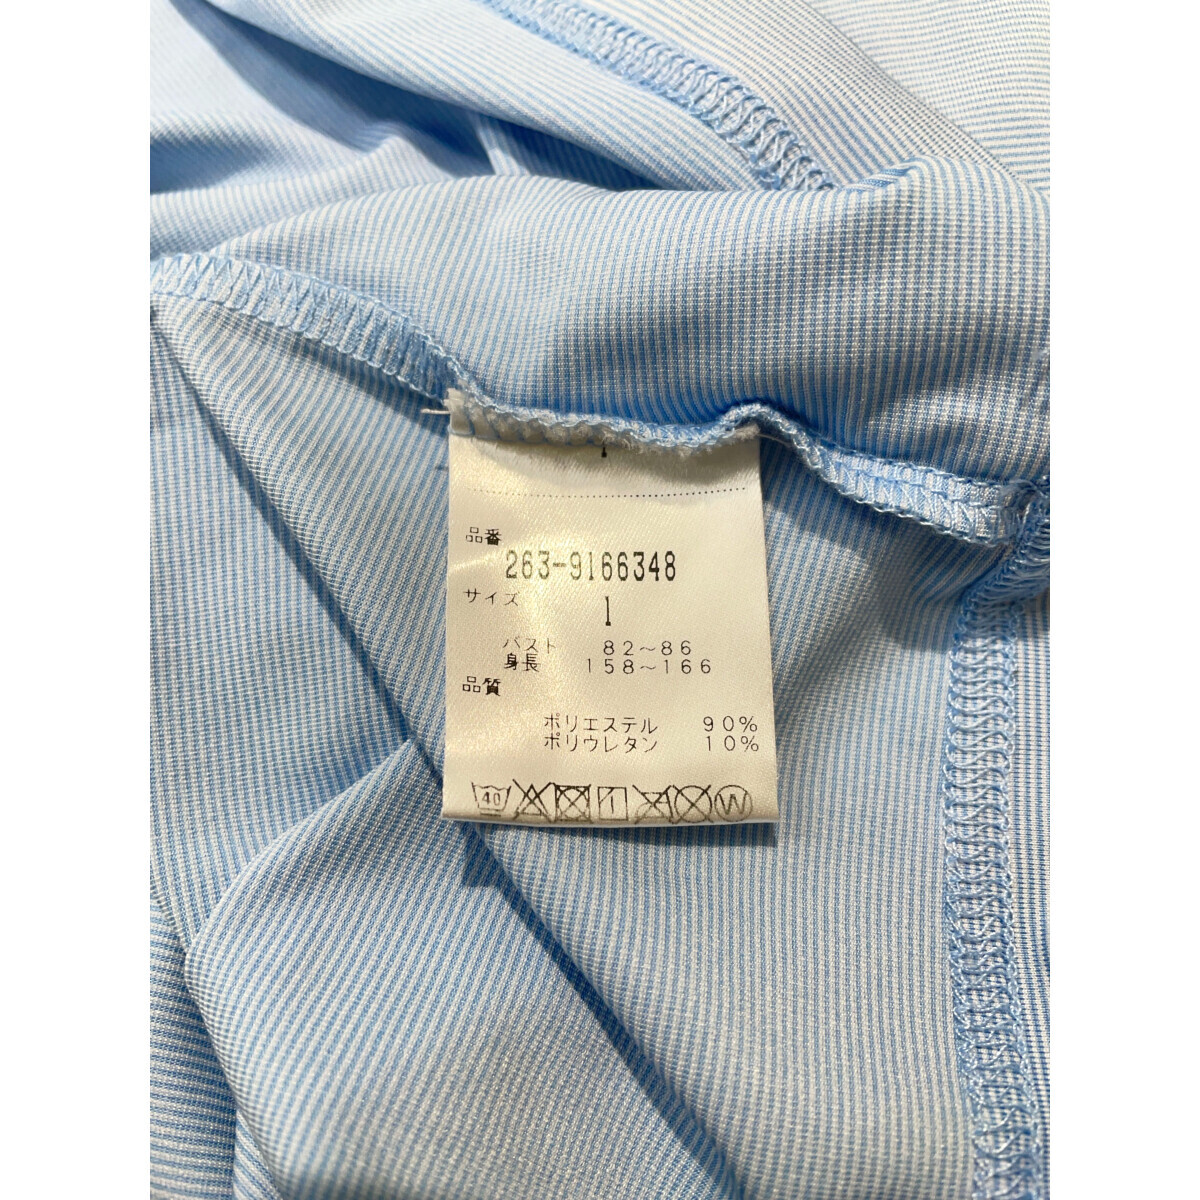 品番
263-9166348
サイズ
1
バスト 82～86
身長 158～166
品質
ポリエステル 90%
ポリウレタン 10%
40 W